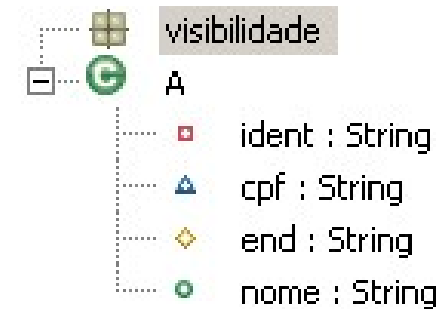 visibilidade
A
ident : String
cpf : String
end : String
nome : String